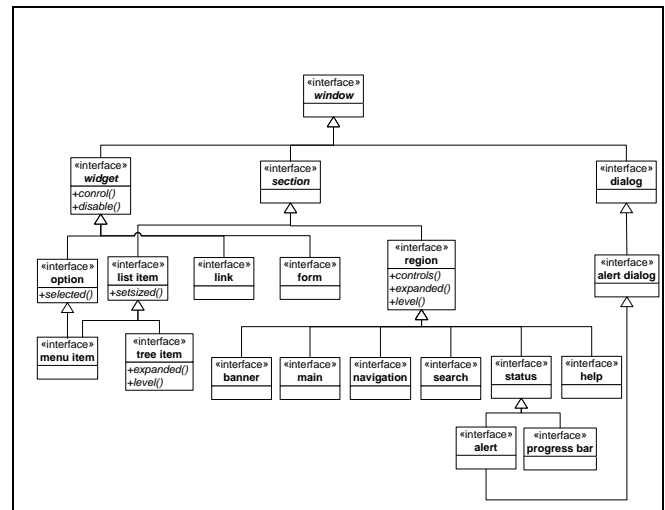 «interface»
window
«interface»
widget
+conrol()
+disable()
«interface»
section
«interface»
dialog
«interface»
option
+selected()
«interface»
list item
+setsized()
«interface»
link
«interface»
form
«interface»
region
+controls()
+expanded()
+level()
«interface»
alert dialog
«interface»
menu item
«interface»
tree item
+expanded()
+level()
«interface»
banner
«interface»
main
«interface»
navigation
«interface»
search
«interface»
status
«interface»
help
«interface»
alert
«interface»
progress bar